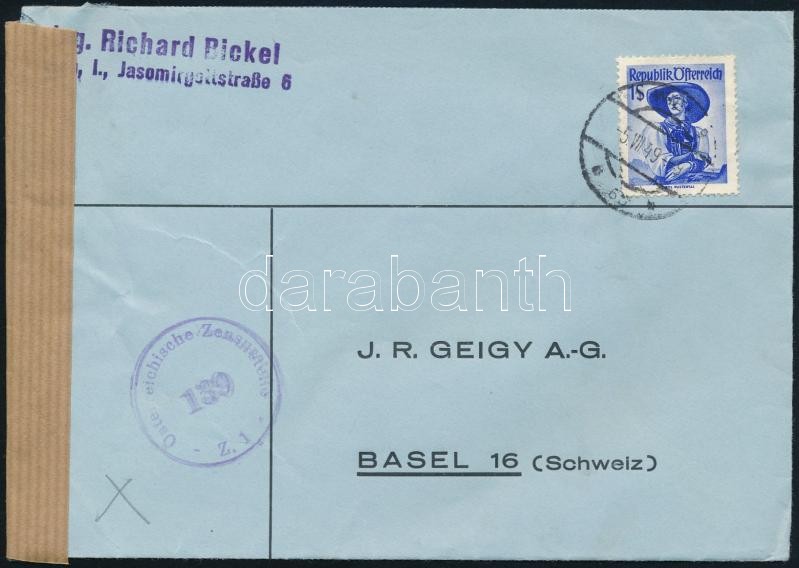 g. Richard Bickel
, I., Jasomirgottstraße 6
Republik Österreich
1S
-5.VII.49
darabanth
J. R. GEIGY A.-G.
BASEL 16 (Schweiz)
Öste eichische Zensurstelle
139
- Z. 1 -
X